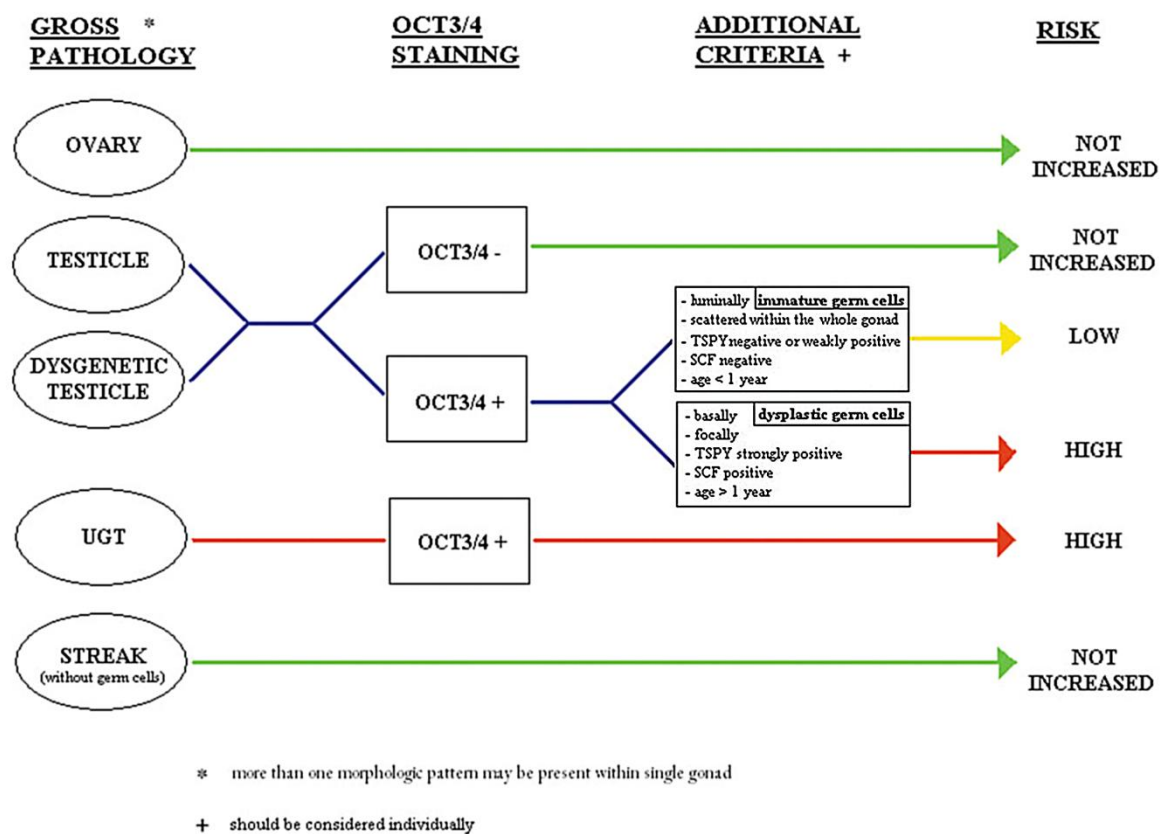 GROSS *
PATHOLOGY
OCT3/4
STAINING
ADDITIONAL
CRITERIA +
RISK
OVARY
NOT
INCREASED
TESTICLE
OCT3/4 -
NOT
INCREASED
DYSGENETIC
TESTICLE
OCT3/4 +
- luminally immature germ cells
- scattered within the whole gonad
- TSPY negative or weakly positive
- SCF negative
- age < 1 year
LOW
- basally dysplastic germ cells
- focally
- TSPY strongly positive
- SCF positive
- age > 1 year
HIGH
UGT
OCT3/4 +
HIGH
STREAK
(without germ cells)
NOT
INCREASED
* more than one morphologic pattern may be present within single gonad
+ should be considered individually